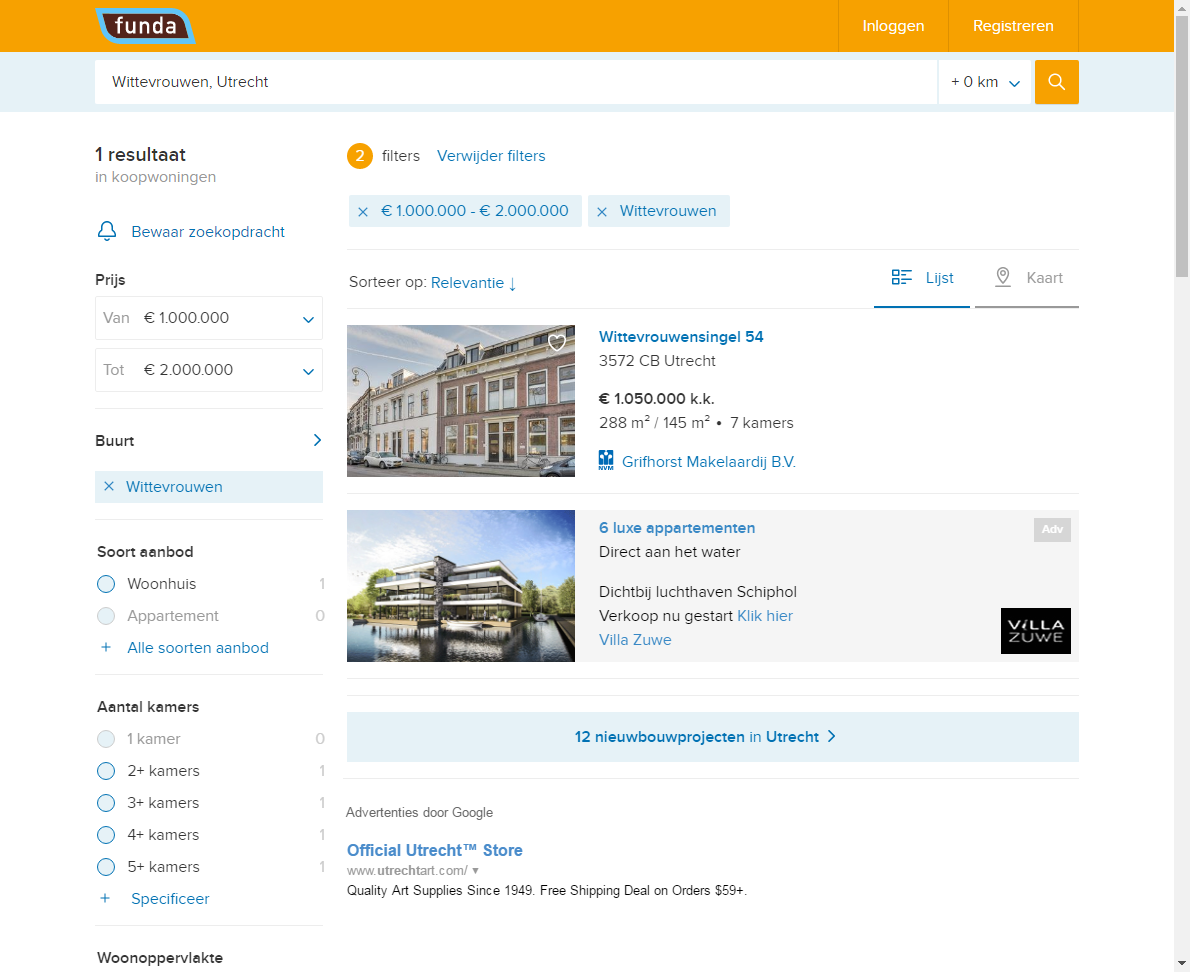 funda
Inloggen
Registreren
Wittevrouwen, Utrecht
+ 0 km
1 resultaat
in koopwoningen
Bewaar zoekopdracht
Prijs
Van € 1.000.000
Tot € 2.000.000
Buurt
× Wittevrouwen
Soort aanbod
Woonhuis 1
Appartement 0
+ Alle soorten aanbod
Aantal kamers
1 kamer 0
2+ kamers 1
3+ kamers 1
4+ kamers 1
5+ kamers 1
+ Specificeer
Woonoppervlakte
2 filters Verwijder filters
× € 1.000.000 - € 2.000.000
× Wittevrouwen
Sorteer op: Relevantie ↓
Lijst
Kaart
Wittevrouwensingel 54
3572 CB Utrecht
€ 1.050.000 k.k.
288 m² / 145 m² • 7 kamers
NVM Grifhorst Makelaardij B.V.
6 luxe appartementen
Adv
Direct aan het water
Dichtbij luchthaven Schiphol
Verkoop nu gestart Klik hier
Villa Zuwe
VILLA
ZUWE
12 nieuwbouwprojecten in Utrecht
Advertenties door Google
Official Utrecht™ Store
www.utrechtart.com/ ▼
Quality Art Supplies Since 1949. Free Shipping Deal on Orders $59+.